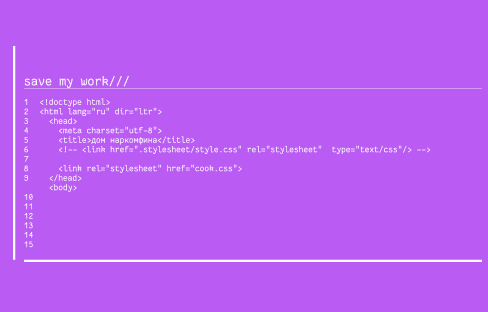 save my work///
1 <!doctype html>
2 <html lang="ru" dir="ltr">
3 <head>
4 <meta charset="utf-8">
5 <title>дом наркомфина</title>
6 <!-- <link href=".stylesheet/style.css" rel="stylesheet" type="text/css"/> -->
7
8 <link rel="stylesheet" href="cook.css">
9 </head>
<body>
10
11
12
13
14
15